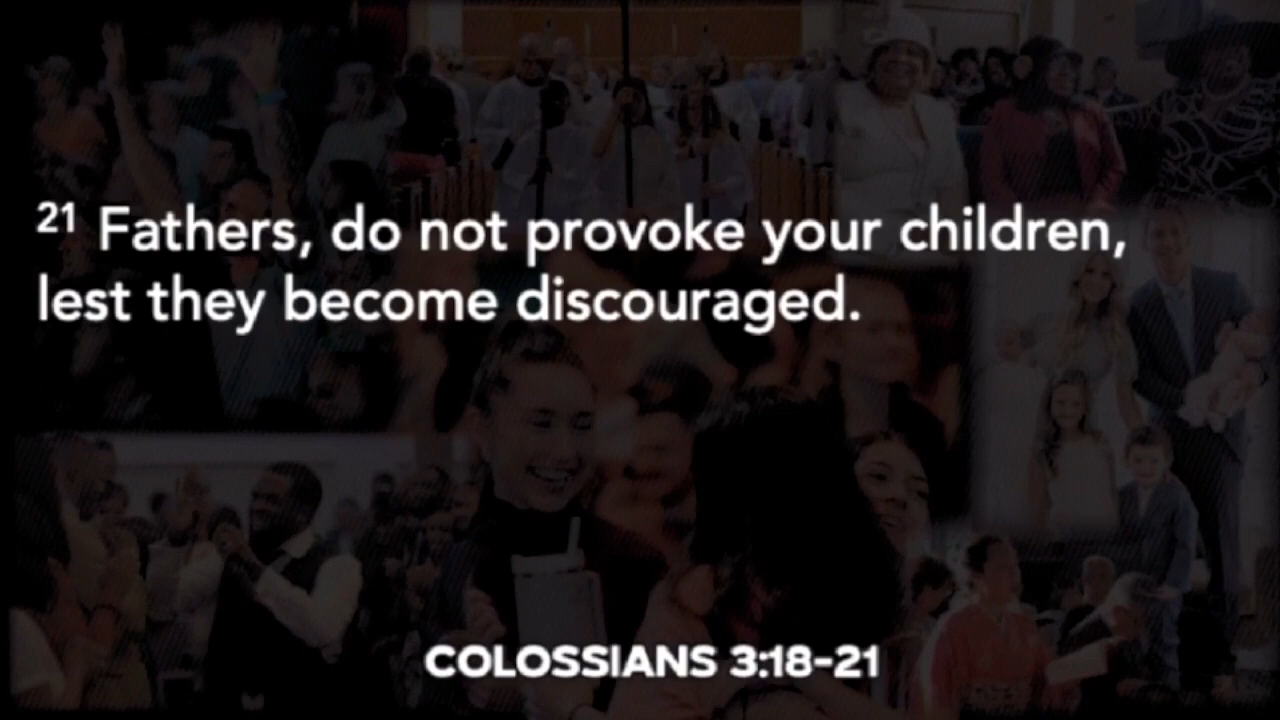 21 Fathers, do not provoke your children,
lest they become discouraged.
COLOSSIANS 3:18-21